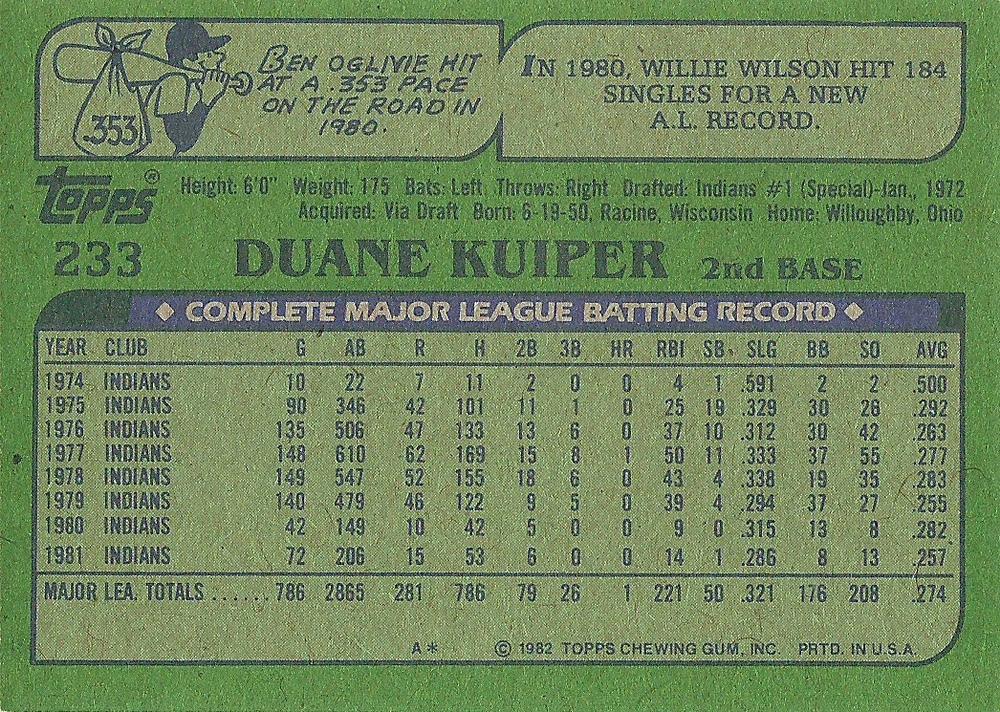 BEN OGLIVIE HIT
AT A .353 PACE
ON THE ROAD IN
1980.
.353
IN 1980, WILLIE WILSON HIT 184
SINGLES FOR A NEW
A.L. RECORD.
Topps®
Height: 6'0" Weight: 175 Bats: Left Throws: Right Drafted: Indians #1 (Special)-Jan., 1972
Acquired: Via Draft Born: 6-19-50, Racine, Wisconsin Home: Willoughby, Ohio
233 DUANE KUIPER 2nd BASE
◆ COMPLETE MAJOR LEAGUE BATTING RECORD ◆
YEAR CLUB G AB R H 2B 3B HR RBI SB. SLG BB SO AVG
1974 INDIANS 10 22 7 11 2 0 0 4 1 .591 2 2 .500
1975 INDIANS 90 346 42 101 11 1 0 25 19 .329 30 26 .292
1976 INDIANS 135 506 47 133 13 6 0 37 10 .312 30 42 .263
1977 INDIANS 148 610 62 169 15 8 1 50 11 .333 37 55 .277
1978 INDIANS 149 547 52 155 18 6 0 43 4 .338 19 35 .283
1979 INDIANS 140 479 46 122 9 5 0 39 4 .294 37 27 .255
1980 INDIANS 42 149 10 42 5 0 0 9 0 .315 13 8 .282
1981 INDIANS 72 206 15 53 6 0 0 14 1 .286 8 13 .257
MAJOR LEA. TOTALS ...... 786 2865 281 786 79 26 1 221 50 .321 176 208 .274
A* © 1982 TOPPS CHEWING GUM, INC. PRTD. IN U.S.A.